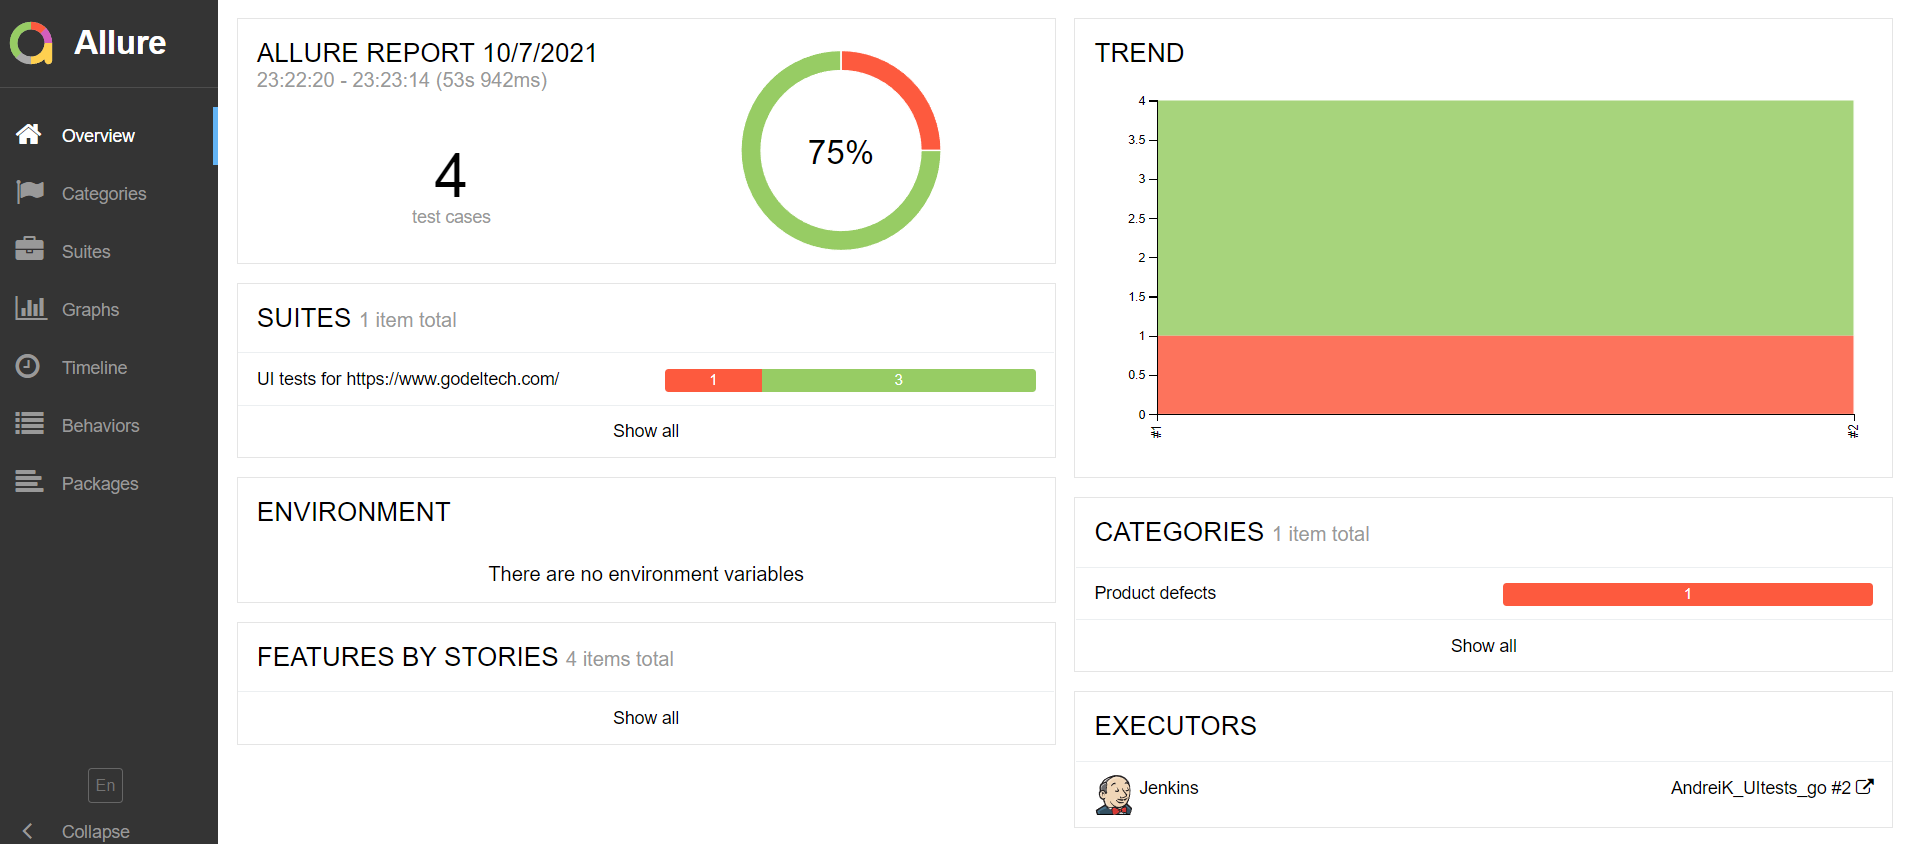 Allure
Overview
Categories
Suites
Graphs
Timeline
Behaviors
Packages
En
Collapse
ALLURE REPORT 10/7/2021
23:22:20 - 23:23:14 (53s 942ms)
4
test cases
75%
SUITES 1 item total
UI tests for https://www.godeltech.com/ 1 3
Show all
ENVIRONMENT
There are no environment variables
FEATURES BY STORIES 4 items total
Show all
TREND
4
3.5
3
2.5
2
1.5
1
0.5
0
#1 #2
CATEGORIES 1 item total
Product defects 1
Show all
EXECUTORS
Jenkins AndreiK_UItests_go #2